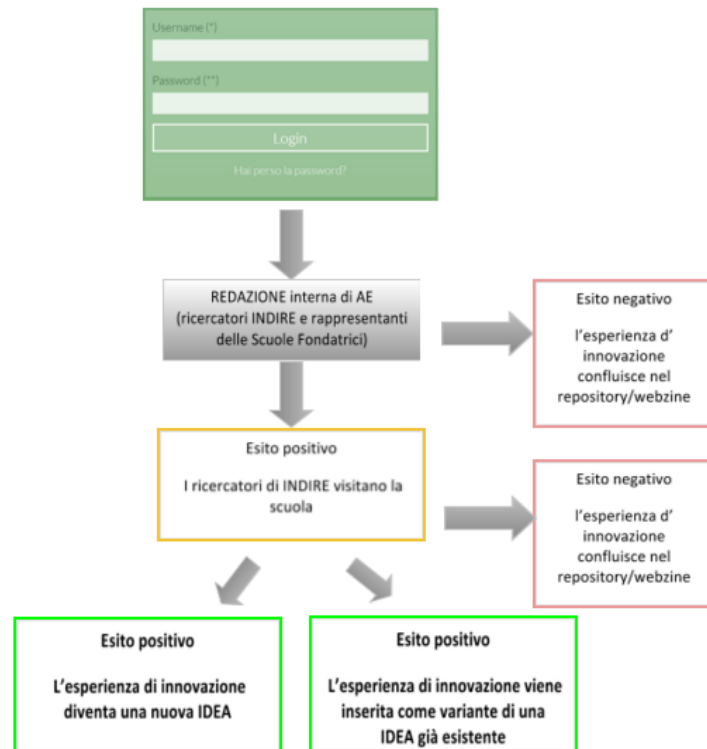 Username (*)
Password (**)
Login
Hai perso la password?
REDAZIONE interna di AE
(ricercatori INDIRE e rappresentanti
delle Scuole Fondatrici)
Esito negativo
l'esperienza d'
innovazione
confluisce nel
repository/webzine
Esito positivo
I ricercatori di INDIRE visitano la
scuola
Esito negativo
l'esperienza d'
innovazione
confluisce nel
repository/webzine
Esito positivo
L'esperienza di innovazione
diventa una nuova IDEA
Esito positivo
L'esperienza di innovazione viene
inserita come variante di una
IDEA già esistente